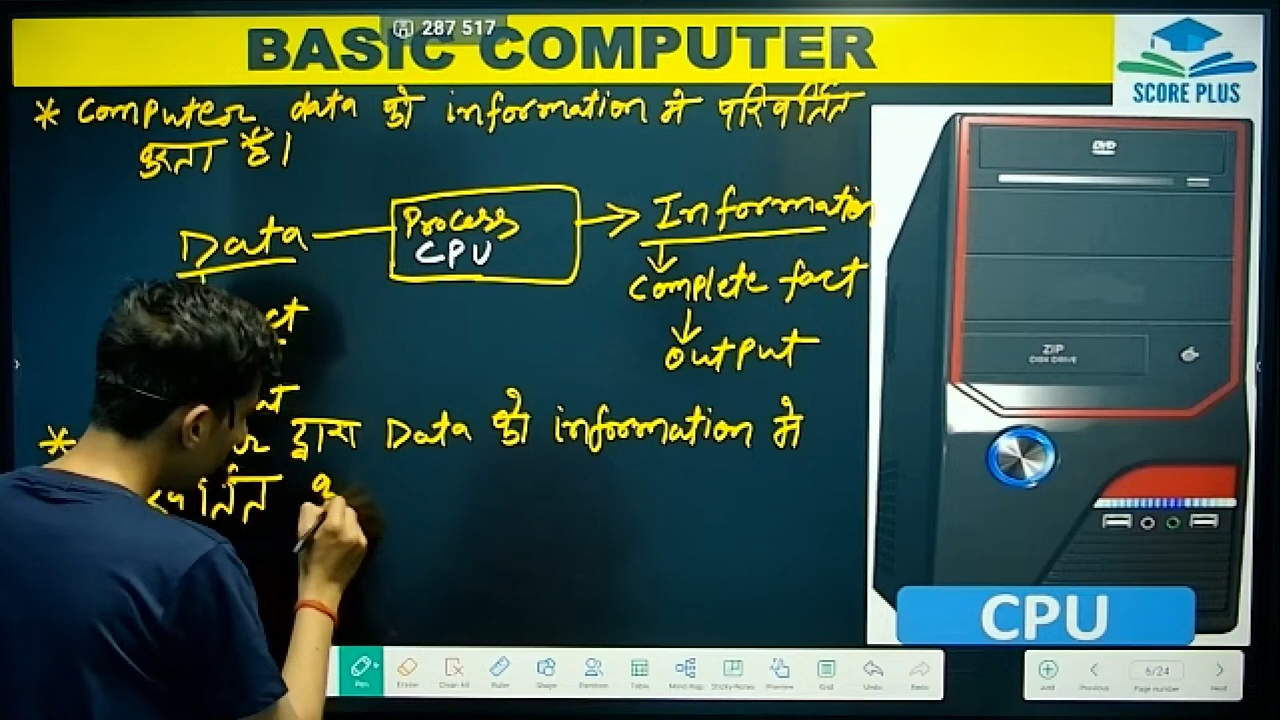 287 517
BASIC COMPUTER
SCORE PLUS
* Computer data को information मे परिवर्तित
करता है।
Data
Process
CPU
Information
Complete fact
output
* द्वारा Data को information मे
DVD
ZIP
DISK DRIVE
CPU
Pen
Eraser
Clean All
Ruler
Shape
Partition
Table
Mind Map
Sticky-Notes
Preview
Grid
Undo
Redo
Add
Previous
6/24
Page number
Next